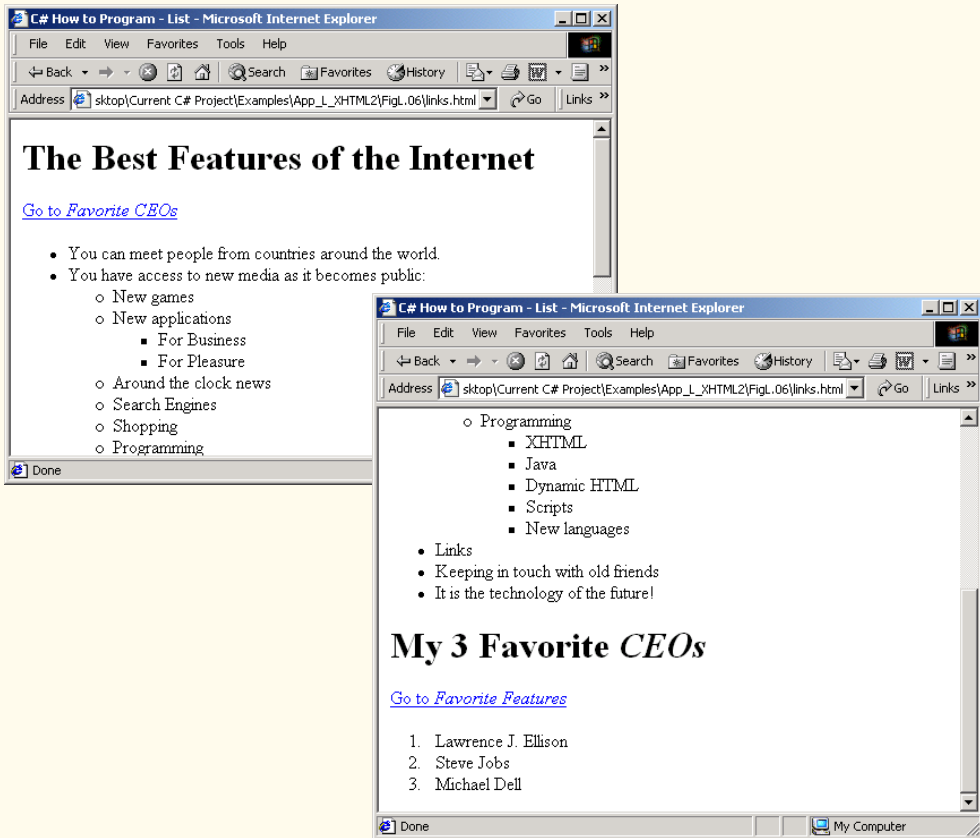 C# How to Program - List - Microsoft Internet Explorer
File Edit View Favorites Tools Help
Back Search Favorites History »
Address sktop\Current C# Project\Examples\App_L_XHTML2\FigL.06\links.html Go Links »
The Best Features of the Internet
Go to Favorite CEOs
• You can meet people from countries around the world.
• You have access to new media as it becomes public:
o New games
o New applications
▪ For Business
▪ For Pleasure
o Around the clock news
o Search Engines
o Shopping
o Programming
Done
C# How to Program - List - Microsoft Internet Explorer
File Edit View Favorites Tools Help
Back Search Favorites History »
Address sktop\Current C# Project\Examples\App_L_XHTML2\FigL.06\links.html Go Links »
o Programming
▪ XHTML
▪ Java
▪ Dynamic HTML
▪ Scripts
▪ New languages
• Links
• Keeping in touch with old friends
• It is the technology of the future!
My 3 Favorite CEOs
Go to Favorite Features
1. Lawrence J. Ellison
2. Steve Jobs
3. Michael Dell
Done My Computer